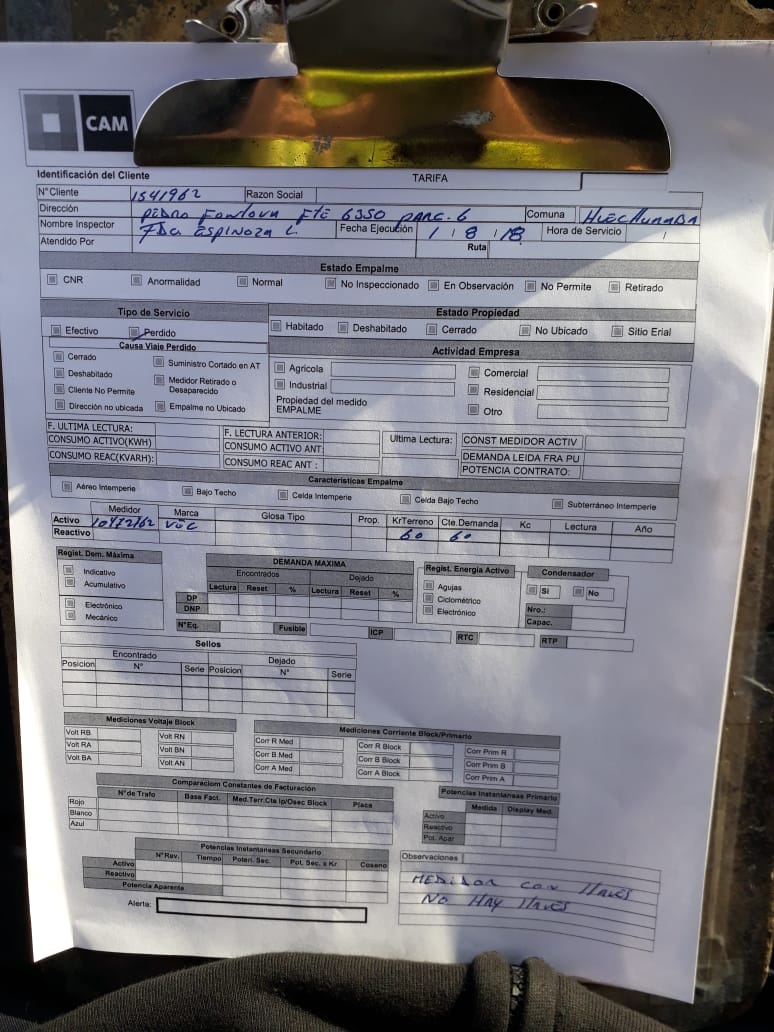 CAM
Identificación del Cliente TARIFA
N°Cliente 1541962 Razon Social
Dirección PEDRO FONTOVA FTE 6350 PARC. 6 Comuna HUECHURABA
Nombre Inspector ESPINOZA L. Fecha Ejecución 1 / 8 / 18 Hora de Servicio /
Atendido Por Ruta
Estado Empalme
CNR Anormalidad Normal No Inspeccionado En Observación No Permite Retirado
Tipo de Servicio Estado Propiedad
Efectivo Perdido Habitado Deshabitado Cerrado No Ubicado Sitio Erial
Causa Viaje Perdido Actividad Empresa
Cerrado Suministro Cortado en AT Agricola Comercial
Deshabitado Medidor Retirado o Desaparecido Industrial Residencial
Cliente No Permite Propiedad del medido
Dirección no ubicada Empalme no Ubicado EMPALME Otro
F. ULTIMA LECTURA: F. LECTURA ANTERIOR: Ultima Lectura: CONST MEDIDOR ACTIV
CONSUMO ACTIVO(KWH) CONSUMO ACTIVO ANT: DEMANDA LEIDA FRA PU
CONSUMO REAC(KVARH): CONSUMO REAC ANT : POTENCIA CONTRATO:
Caracteristicas Empalme
Aéreo Intemperie Bajo Techo Celda Intemperie Celda Bajo Techo Subterráneo Intemperie
Medidor Marca Glosa Tipo Prop. KrTerreno Cte.Demanda Kc Lectura Año
Activo 60 60
Reactivo
Regist. Dem. Máxima DEMANDA MAXIMA Regist. Energia Activo Condensador
Indicativo Encontrados Dejado Agujas Si No
Acumulativo Lectura Reset % Lectura Reset % Ciclométrico
Electrónico DP Electrónico Nro.:
Mecánico DNP Capac.
N°Eq. Fusible ICP RTC RTP
Sellos
Encontrado Dejado
Posicion N° Serie Posicion N° Serie
Mediciones Voltaje Block Mediciones Corriente Block/Primario
Volt RB Volt RN Corr R Med Corr R Block Corr Prim R
Volt RA Volt BN Corr B Med Corr B Block Corr Prim B
Volt BA Volt AN Corr A Med Corr A Block Corr Prim A
Comparacion Constantes de Facturación Potencias Instantaneas Primario
N°de Trafo Base Fact. Med.Terr.Cte Ip/Osec Block Placa Medida Display Med.
Rojo Activo
Blanco Reactivo
Azul Pot. Apar
Potencias Instantaneas Secundario
N°Rev. Tiempo Poten. Sec. Pot. Sec. x Kr Coseno Observaciones
Activo MEDIDOR CON LLAVES
Reactivo NO HAY LLAVES
Potencia Aparente
Alerta: